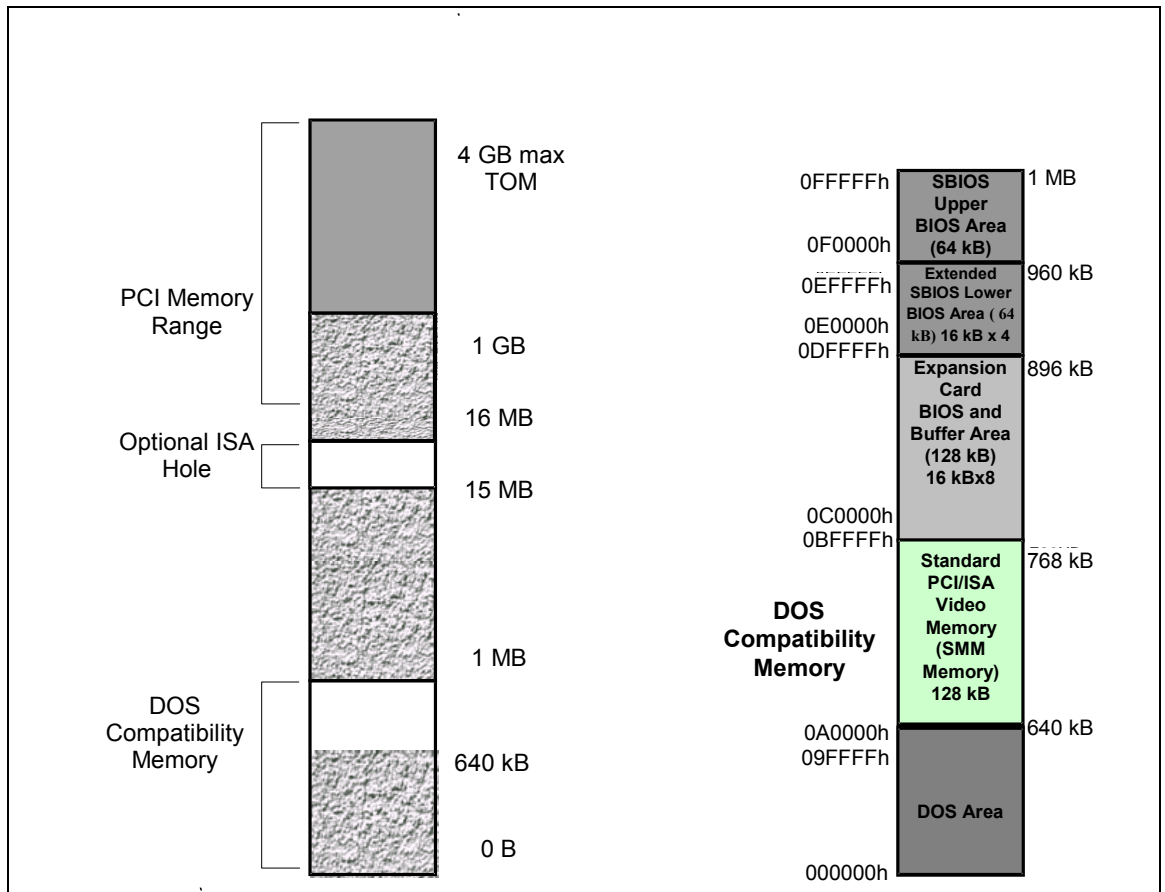 4 GB max
TOM
PCI Memory
Range
1 GB
16 MB
Optional ISA
Hole
15 MB
1 MB
DOS
Compatibility
Memory
640 kB
0 B
0FFFFFh
SBIOS
Upper
BIOS Area
(64 kB)
1 MB
0F0000h
960 kB
0EFFFFh
Extended
SBIOS Lower
BIOS Area ( 64
kB) 16 kB x 4
0E0000h
0DFFFFh
896 kB
Expansion
Card
BIOS and
Buffer Area
(128 kB)
16 kBx8
0C0000h
0BFFFFh
768 kB
Standard
PCI/ISA
Video
Memory
(SMM
Memory)
128 kB
DOS
Compatibility
Memory
0A0000h
640 kB
09FFFFh
DOS Area
000000h